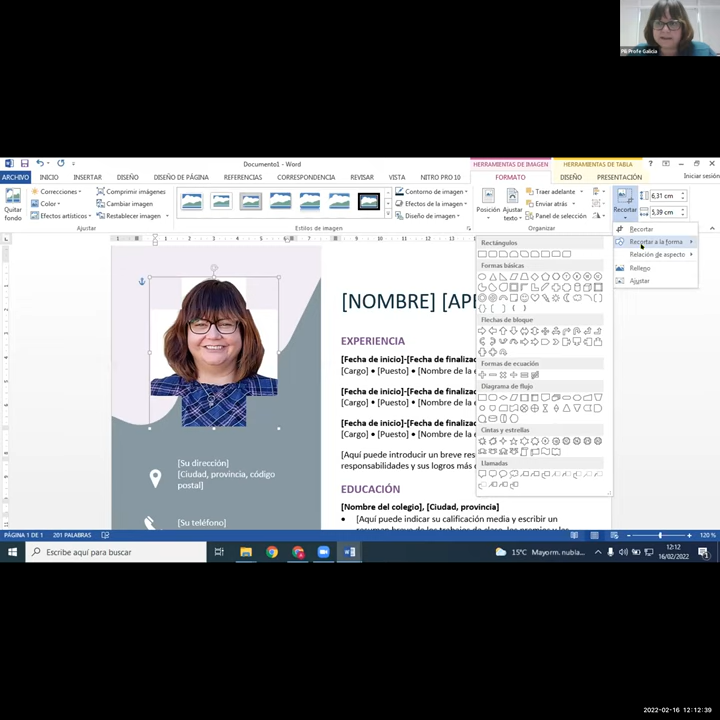 PB Profe Galicia
Documento1 - Word
HERRAMIENTAS DE IMAGEN
HERRAMIENTAS DE TABLA
ARCHIVO INICIO INSERTAR DISEÑO DISEÑO DE PÁGINA REFERENCIAS CORRESPONDENCIA REVISAR VISTA NITRO PRO 10 FORMATO DISEÑO PRESENTACIÓN Iniciar sesión
Quitar fondo
Correcciones
Color
Efectos artísticos
Comprimir imágenes
Cambiar imagen
Restablecer imagen
Ajustar
Estilos de imagen
Contorno de imagen
Efectos de la imagen
Diseño de imagen
Posición
Ajustar texto
Traer adelante
Enviar atrás
Panel de selección
Organizar
Recortar
6,31 cm
5,39 cm
Recortar
Recortar a la forma
Relación de aspecto
Relleno
Ajustar
Rectángulos
Formas básicas
Flechas de bloque
Formas de ecuación
Diagrama de flujo
Cintas y estrellas
Llamadas
[NOMBRE] [APE
EXPERIENCIA
[Fecha de inicio]-[Fecha de finaliza
[Cargo] • [Puesto] • [Nombre de la e
[Fecha de inicio]-[Fecha de finaliza
[Cargo] • [Puesto] • [Nombre de la e
[Fecha de inicio]-[Fecha de finaliza
[Cargo] • [Puesto] • [Nombre de la e
[Aquí puede introducir un breve res
responsabilidades y sus logros más
EDUCACIÓN
[Nombre del colegio], [Ciudad, provincia]
• [Aquí puede indicar su calificación media y escribir un
[Su dirección]
[Ciudad, provincia, código
postal]
[Su teléfono]
PÁGINA 1 DE 1 201 PALABRAS
120 %
Escribe aquí para buscar
15°C Mayorm. nubla...
12:12
16/02/2022
2022-02-16 12:12:39